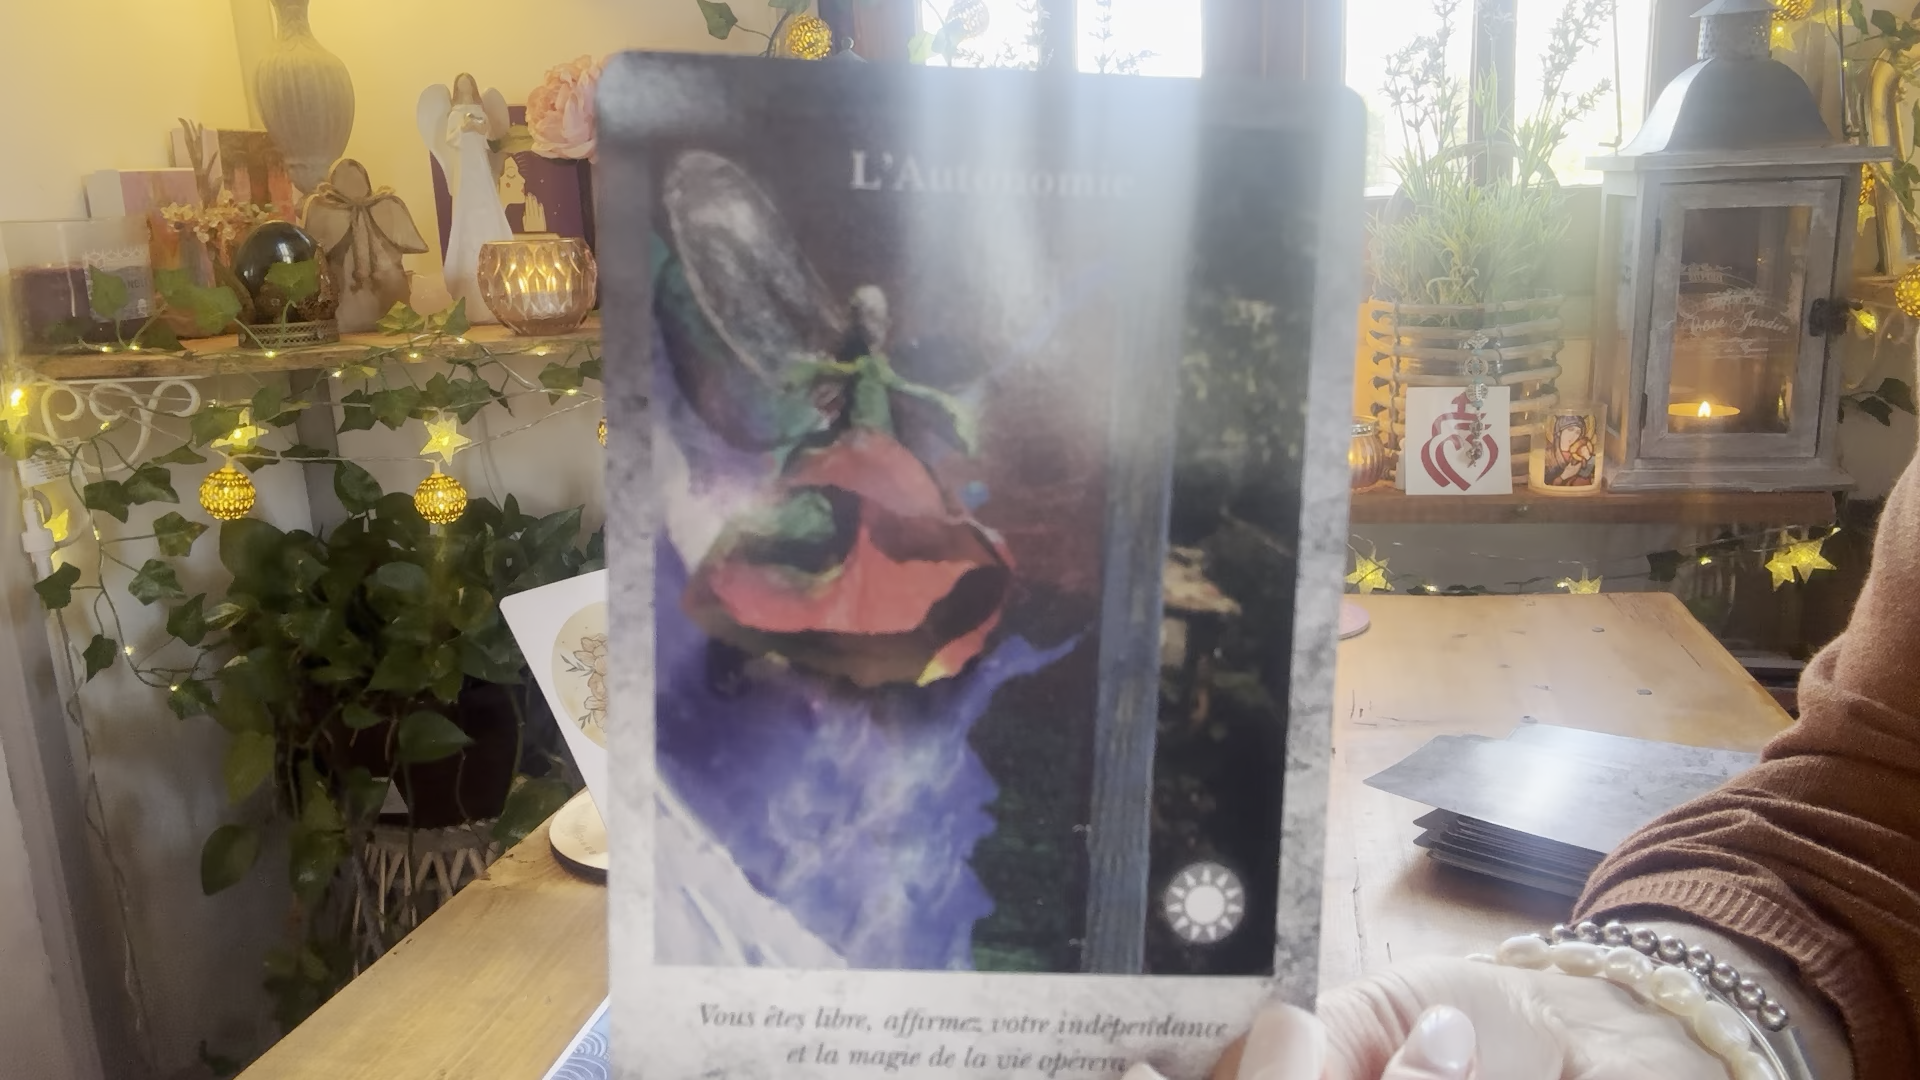 L'Autonomie
Vous êtes libre, affirmez votre indépendance
et la magie de la vie opérera